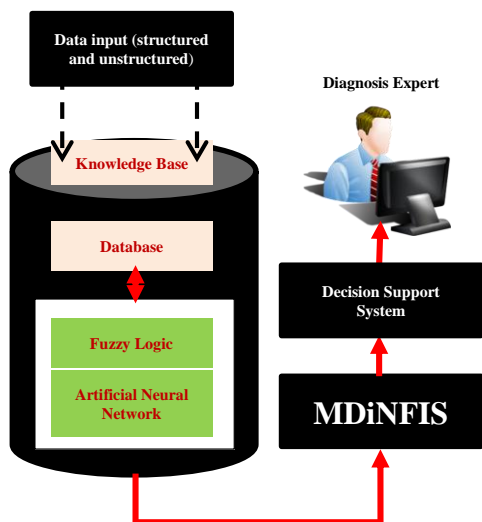 Data input (structured
and unstructured)
Diagnosis Expert
Knowledge Base
Database
Fuzzy Logic
Artificial Neural
Network
Decision Support
System
MDiNFIS